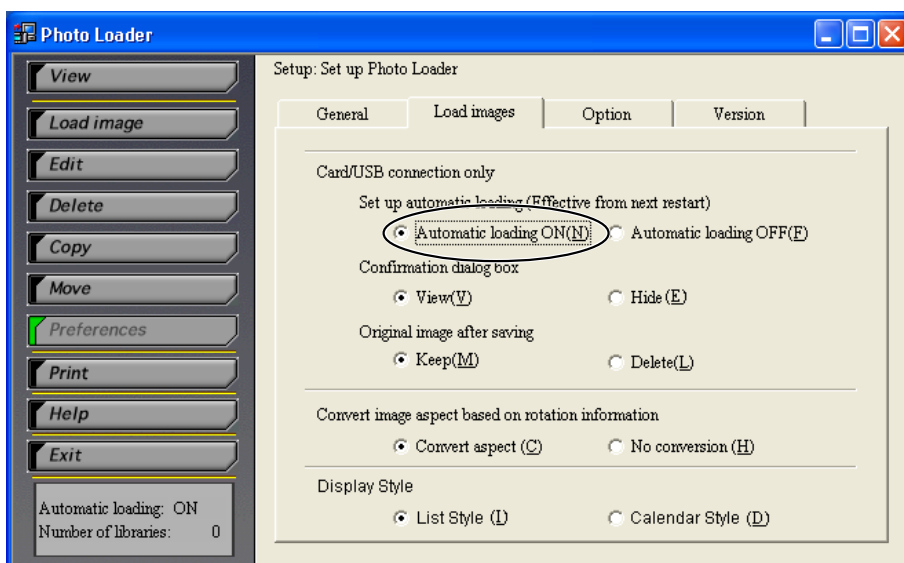 Photo Loader
View
Load image
Edit
Delete
Copy
Move
Preferences
Print
Help
Exit
Automatic loading: ON
Number of libraries: 0
Setup: Set up Photo Loader
General Load images Option Version
Card/USB connection only
Set up automatic loading (Effective from next restart)
Automatic loading ON(N) Automatic loading OFF(F)
Confirmation dialog box
View(V) Hide (E)
Original image after saving
Keep(M) Delete(L)
Convert image aspect based on rotation information
Convert aspect (C) No conversion (H)
Display Style
List Style (I) Calendar Style (D)